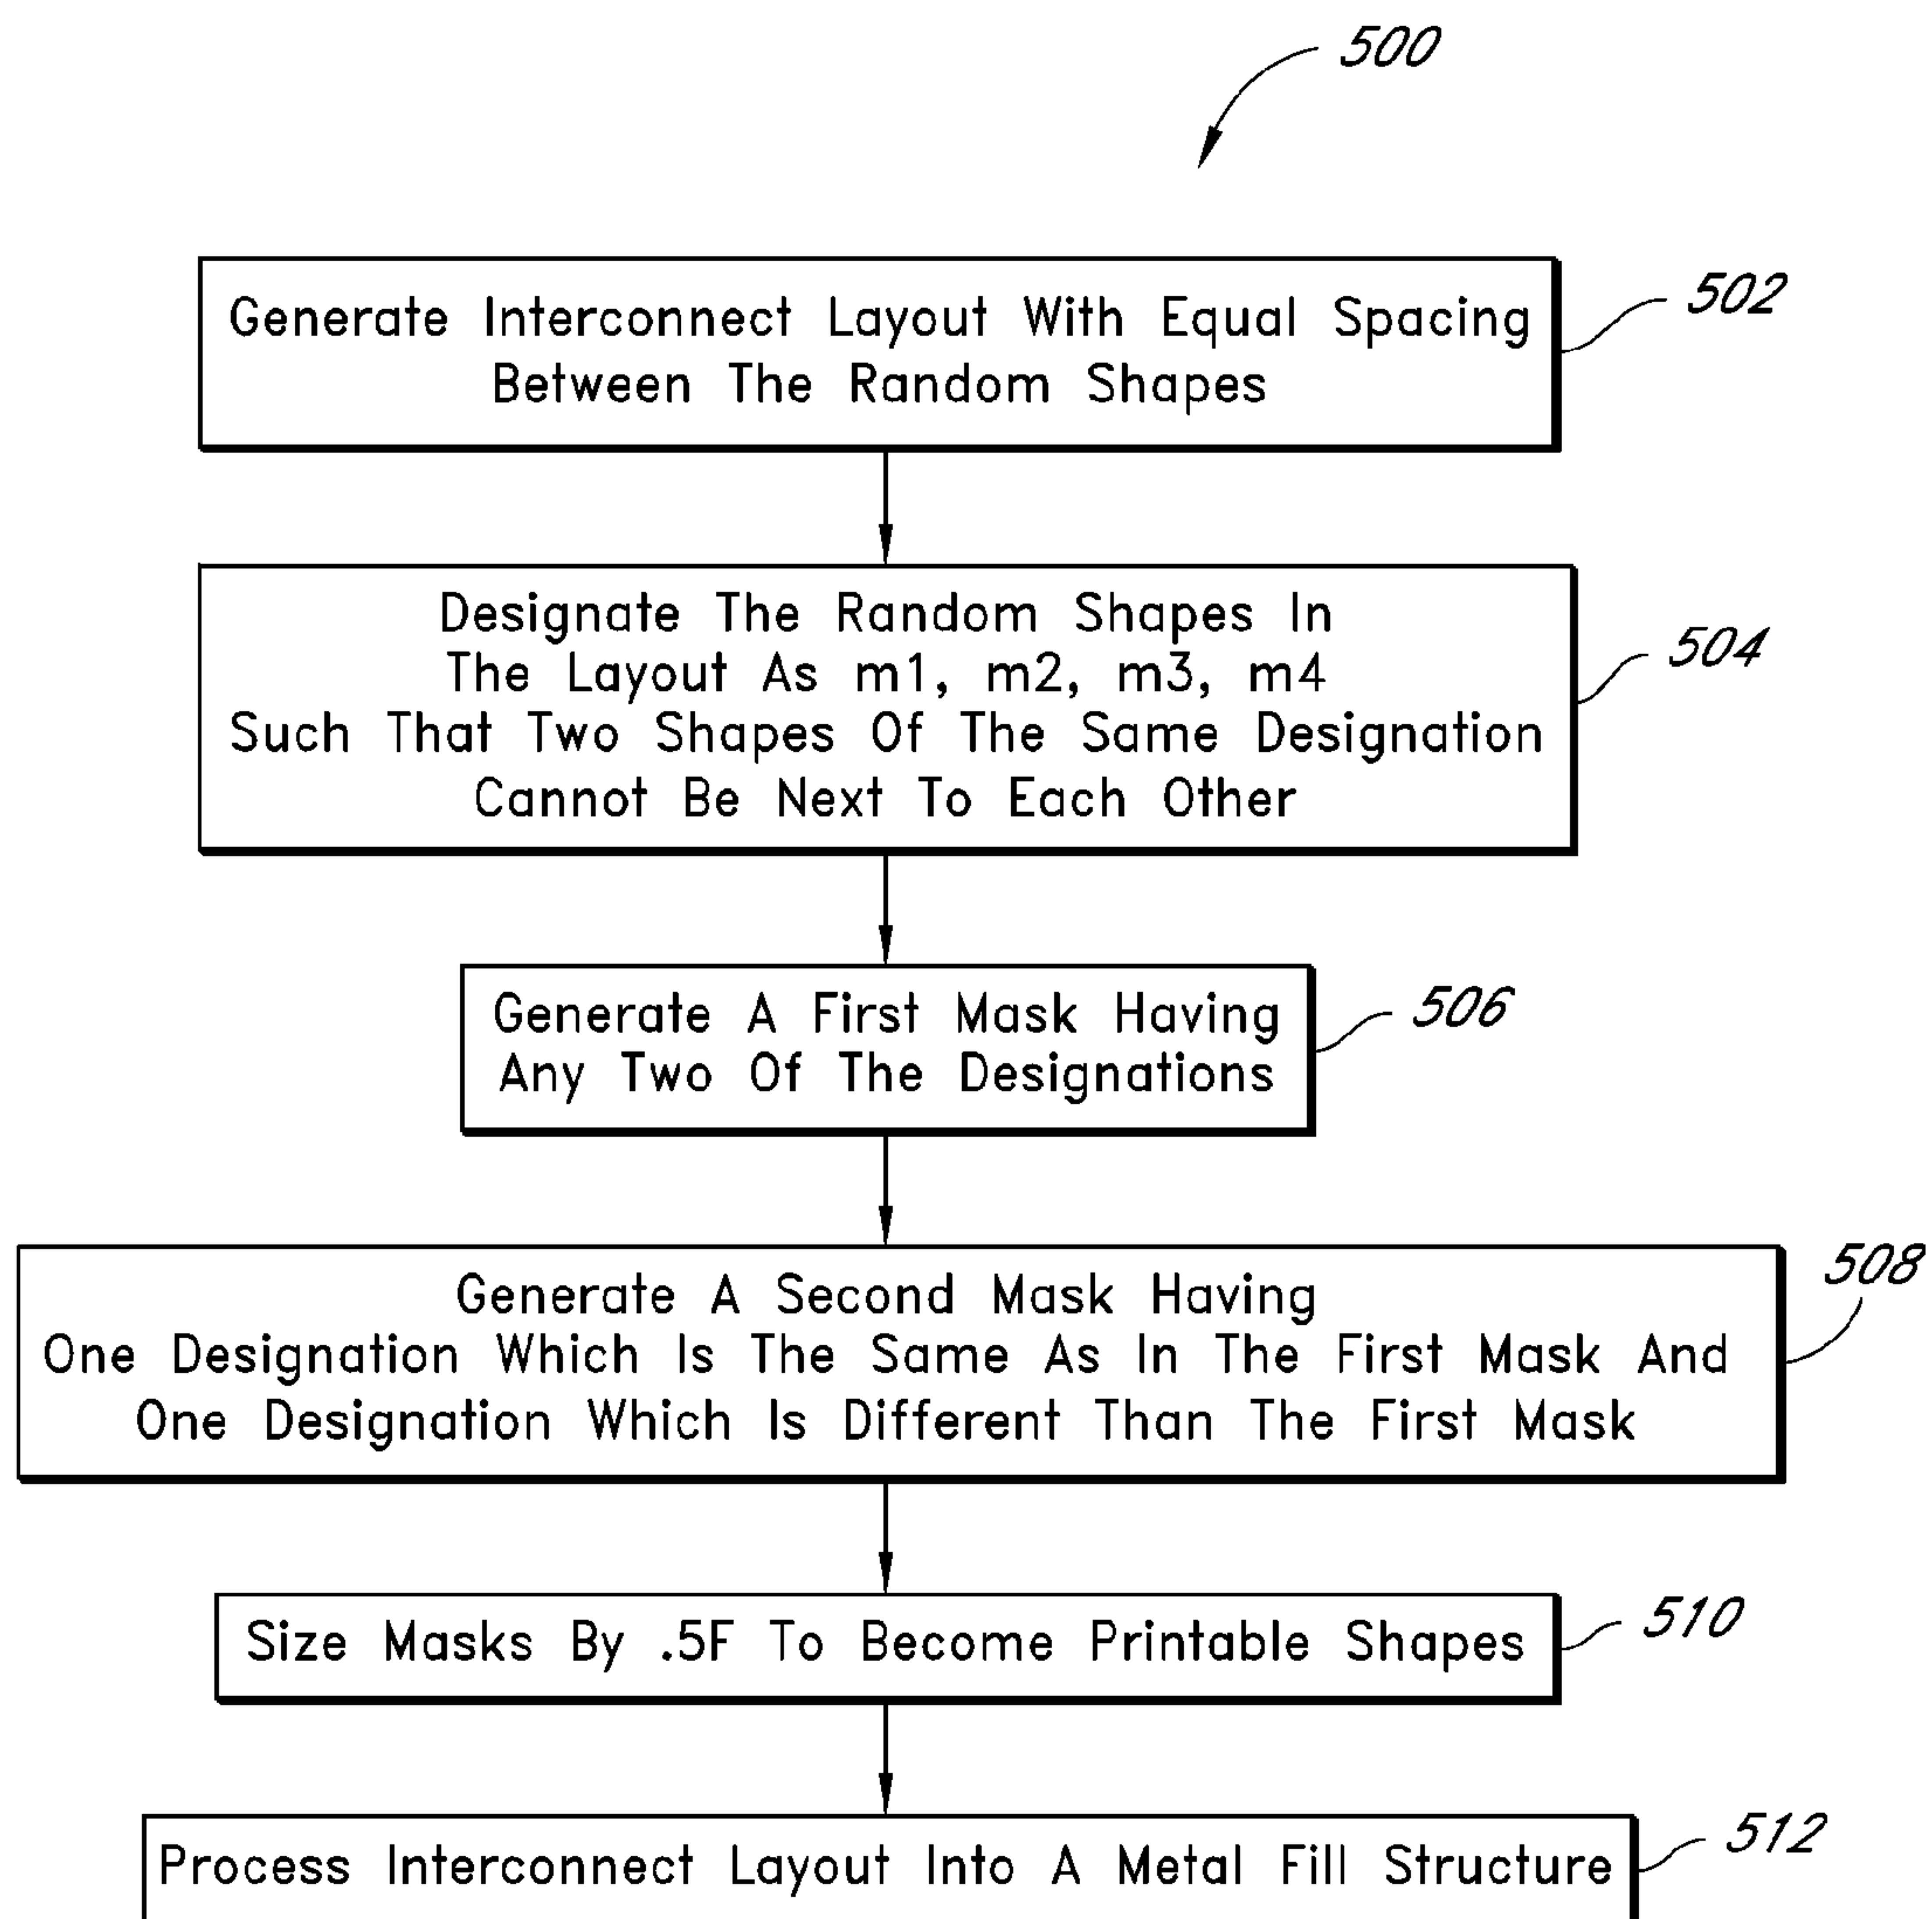 500
Generate Interconnect Layout With Equal Spacing
Between The Random Shapes
502
Designate The Random Shapes In
The Layout As m1, m2, m3, m4
Such That Two Shapes Of The Same Designation
Cannot Be Next To Each Other
504
Generate A First Mask Having
Any Two Of The Designations
506
Generate A Second Mask Having
One Designation Which Is The Same As In The First Mask And
One Designation Which Is Different Than The First Mask
508
Size Masks By .5F To Become Printable Shapes
510
Process Interconnect Layout Into A Metal Fill Structure
512